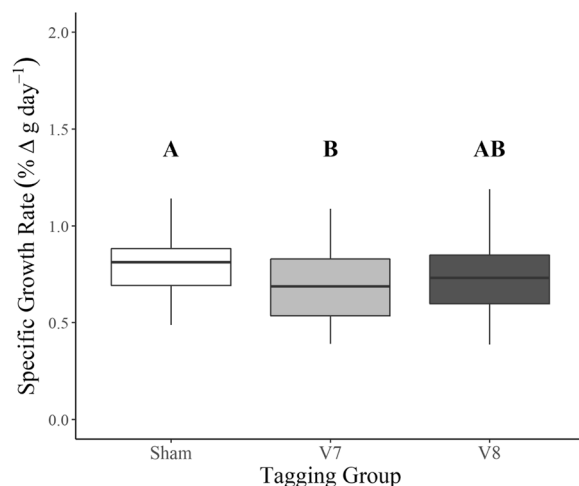 2.0
1.5
1.0
0.5
0.0
Specific Growth Rate (% Δ g day⁻¹)
A B AB
Sham V7 V8
Tagging Group